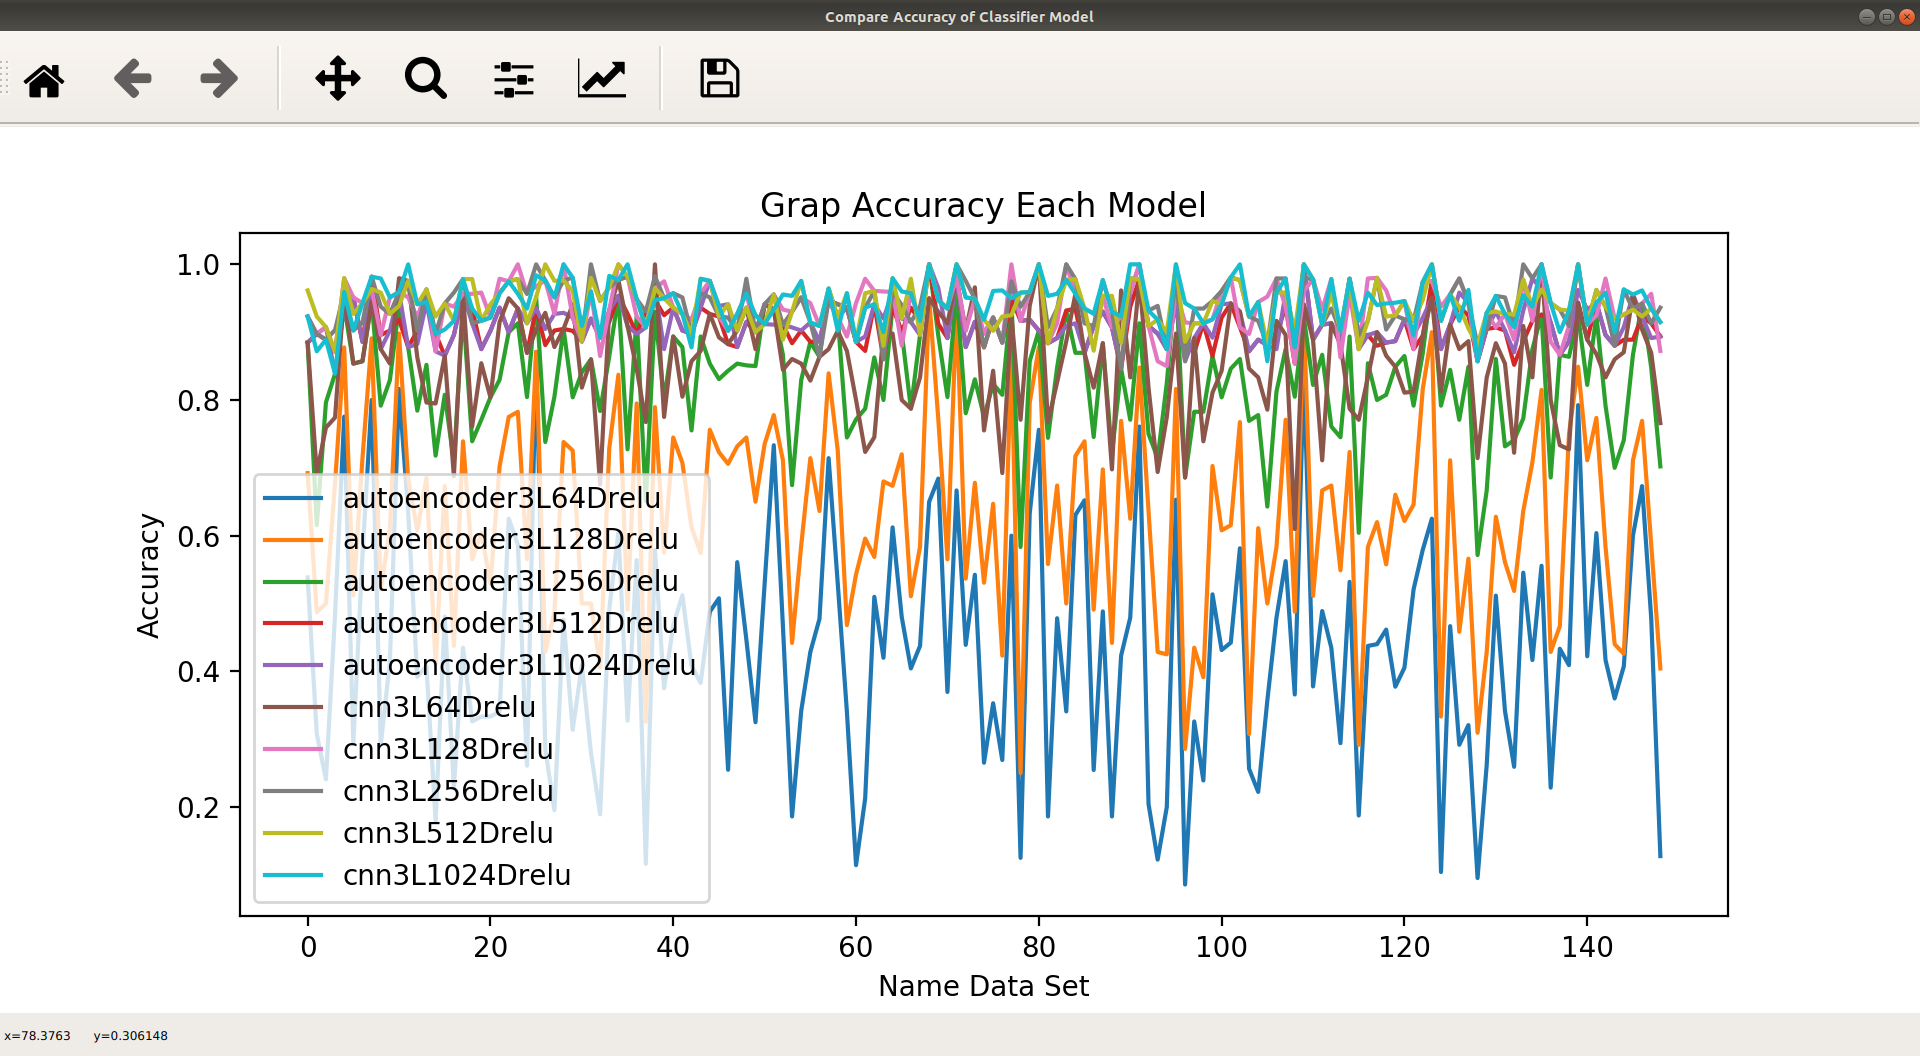 Compare Accuracy of Classifier Model
Grap Accuracy Each Model
1.0
0.8
0.6
0.4
0.2
Accuracy
autoencoder3L64Drelu
autoencoder3L128Drelu
autoencoder3L256Drelu
autoencoder3L512Drelu
autoencoder3L1024Drelu
cnn3L64Drelu
cnn3L128Drelu
cnn3L256Drelu
cnn3L512Drelu
cnn3L1024Drelu
0 20 40 60 80 100 120 140
Name Data Set
x=78.3763 y=0.306148